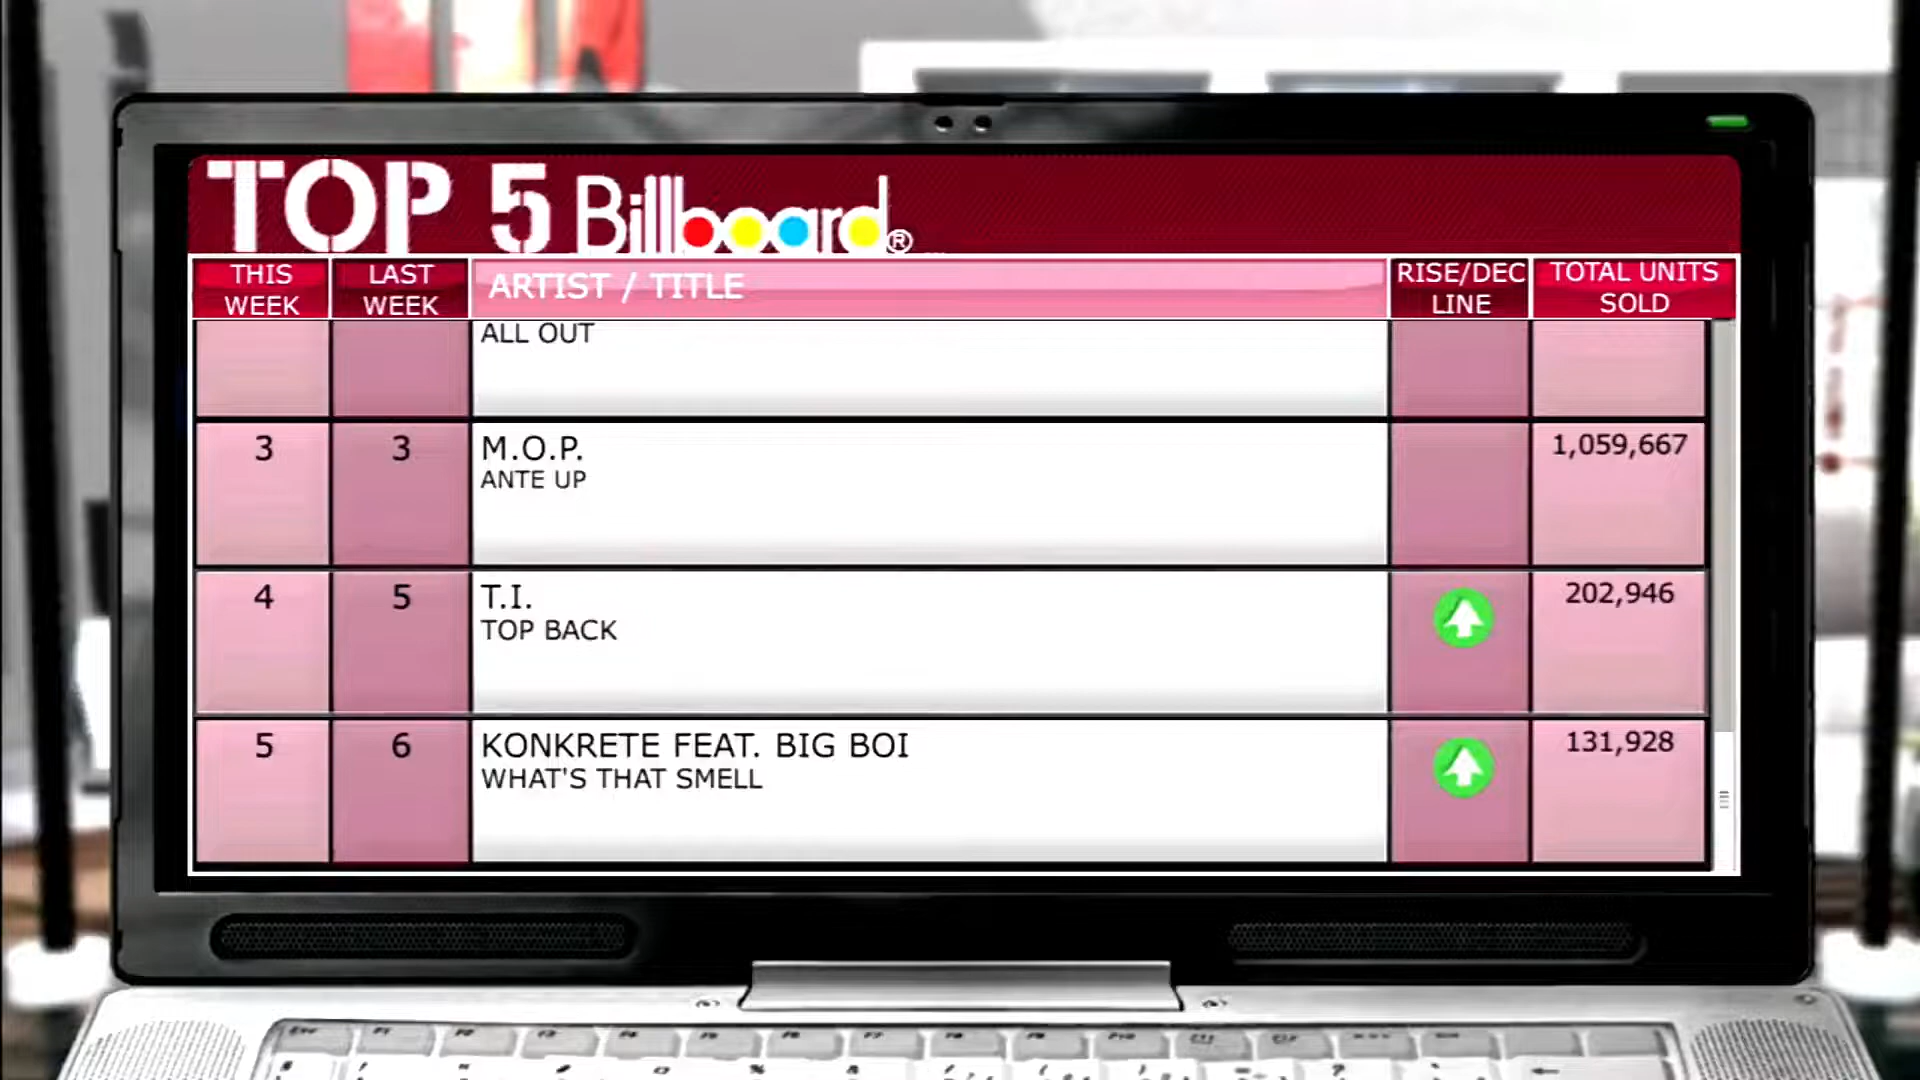 TOP 5 Billboard®
THIS WEEK
LAST WEEK
ARTIST / TITLE
RISE/DEC LINE
TOTAL UNITS SOLD
ALL OUT
3 3 M.O.P. 1,059,667
ANTE UP
4 5 T.I. 202,946
TOP BACK
5 6 KONKRETE FEAT. BIG BOI 131,928
WHAT'S THAT SMELL